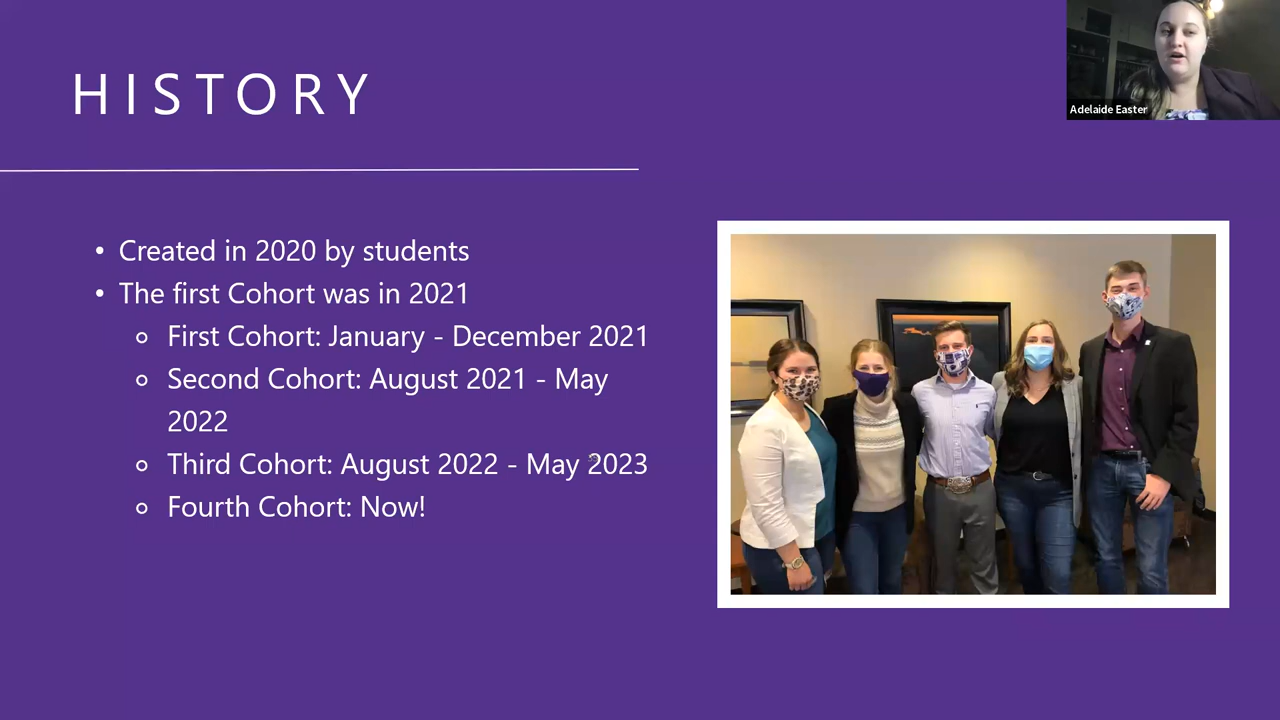 HISTORY
Adelaide Easter
• Created in 2020 by students
• The first Cohort was in 2021
○ First Cohort: January - December 2021
○ Second Cohort: August 2021 - May
2022
○ Third Cohort: August 2022 - May 2023
○ Fourth Cohort: Now!